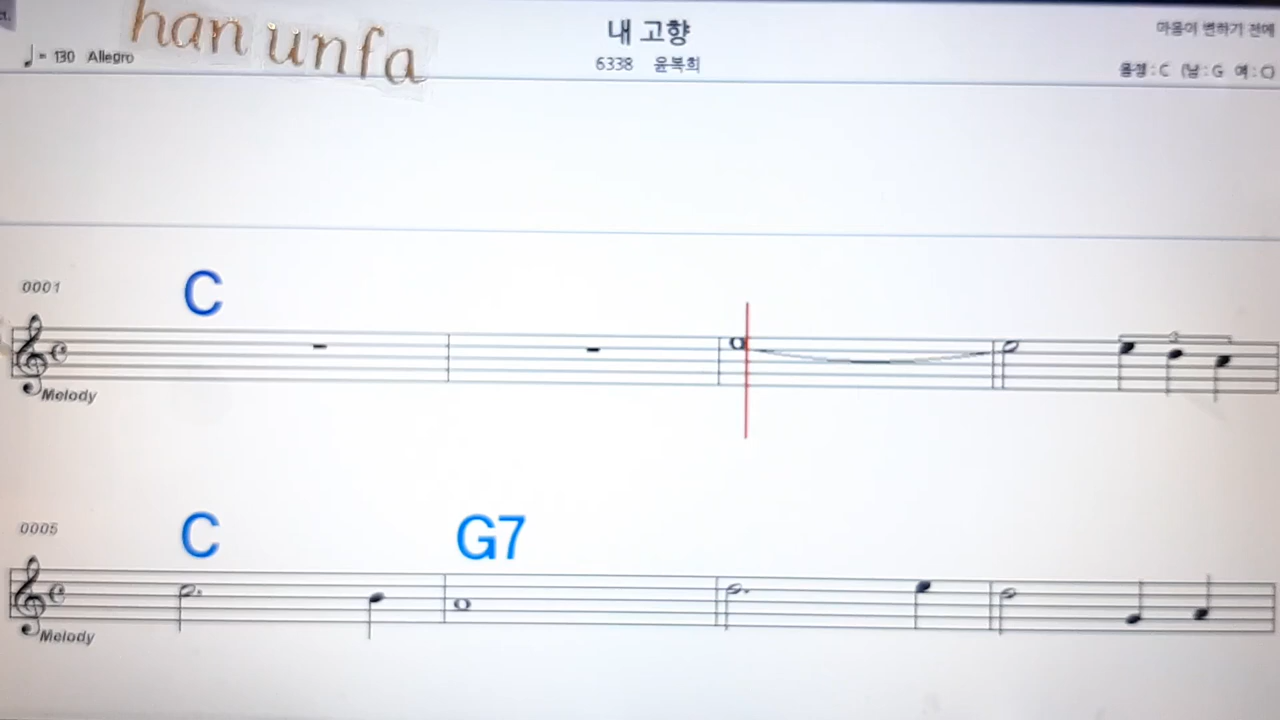 han unfa
내 고향
마음이 변하기 전에
♩= 130 Allegro
6338 윤복희
음정 : C (남 : G 여 : C)
0001
C
3
Melody
0005
C G7
Melody